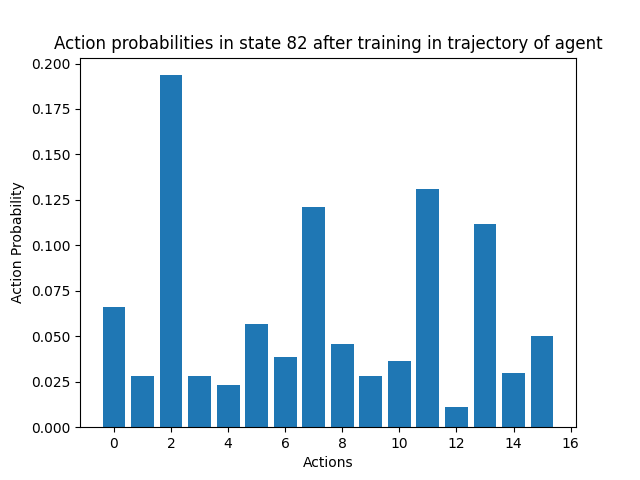 Action probabilities in state 82 after training in trajectory of agent
0.200
0.175
0.150
0.125
0.100
0.075
0.050
0.025
0.000
Action Probability
0 2 4 6 8 10 12 14 16
Actions